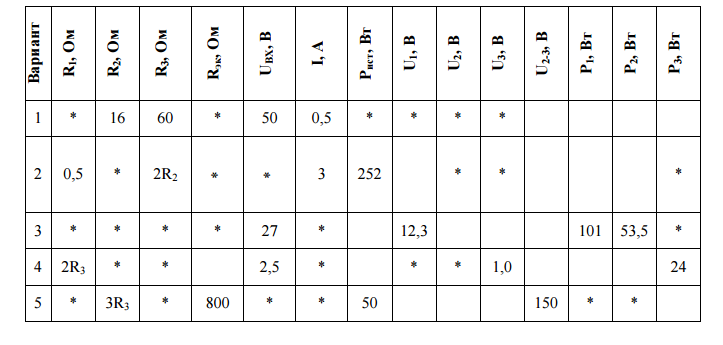 Вариант R₁, Ом R₂, Ом R₃, Ом Rэк, Ом UВХ, В I, А Pист, Вт U₁, В U₂, В U₃, В U₂-₃, В P₁, Вт P₂, Вт P₃, Вт
1 * 16 60 * 50 0,5 * * * *
2 0,5 * 2R₂ * * 3 252 * * *
3 * * * * 27 * 12,3 101 53,5 *
4 2R₃ * * 2,5 * * * 1,0 24
5 * 3R₃ * 800 * * 50 150 * *